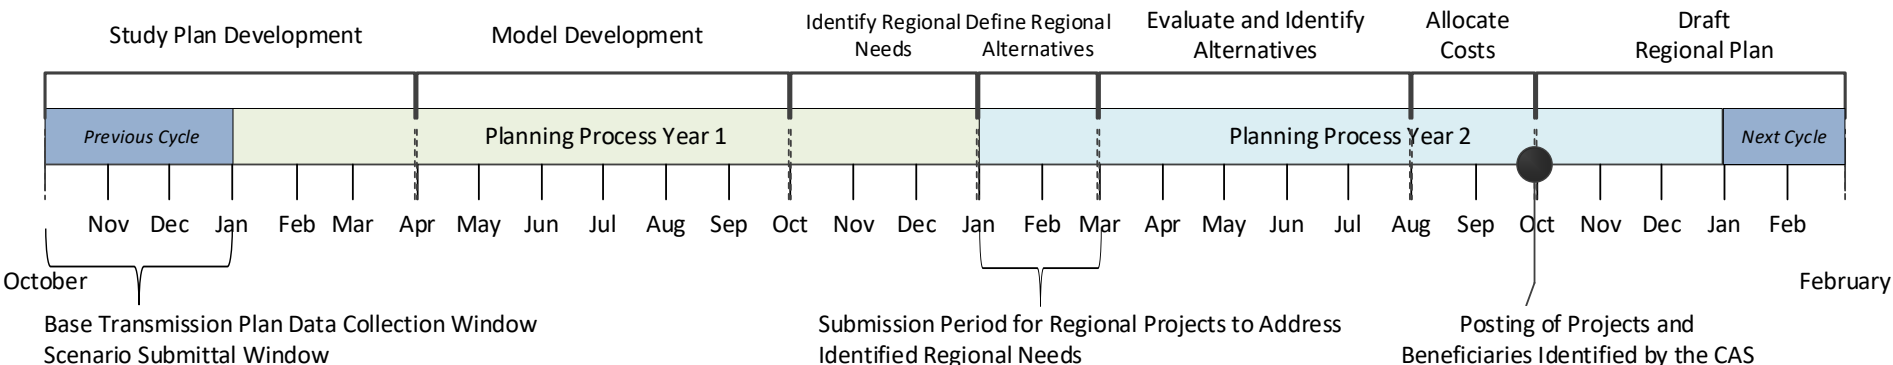 Study Plan Development
Model Development
Identify Regional
Needs
Define Regional
Alternatives
Evaluate and Identify
Alternatives
Allocate
Costs
Draft
Regional Plan
Previous Cycle
Planning Process Year 1
Planning Process Year 2
Next Cycle
Nov Dec Jan Feb Mar Apr May Jun Jul Aug Sep Oct Nov Dec Jan Feb Mar Apr May Jun Jul Aug Sep Oct Nov Dec Jan Feb
October
February
Base Transmission Plan Data Collection Window
Scenario Submittal Window
Submission Period for Regional Projects to Address
Identified Regional Needs
Posting of Projects and
Beneficiaries Identified by the CAS